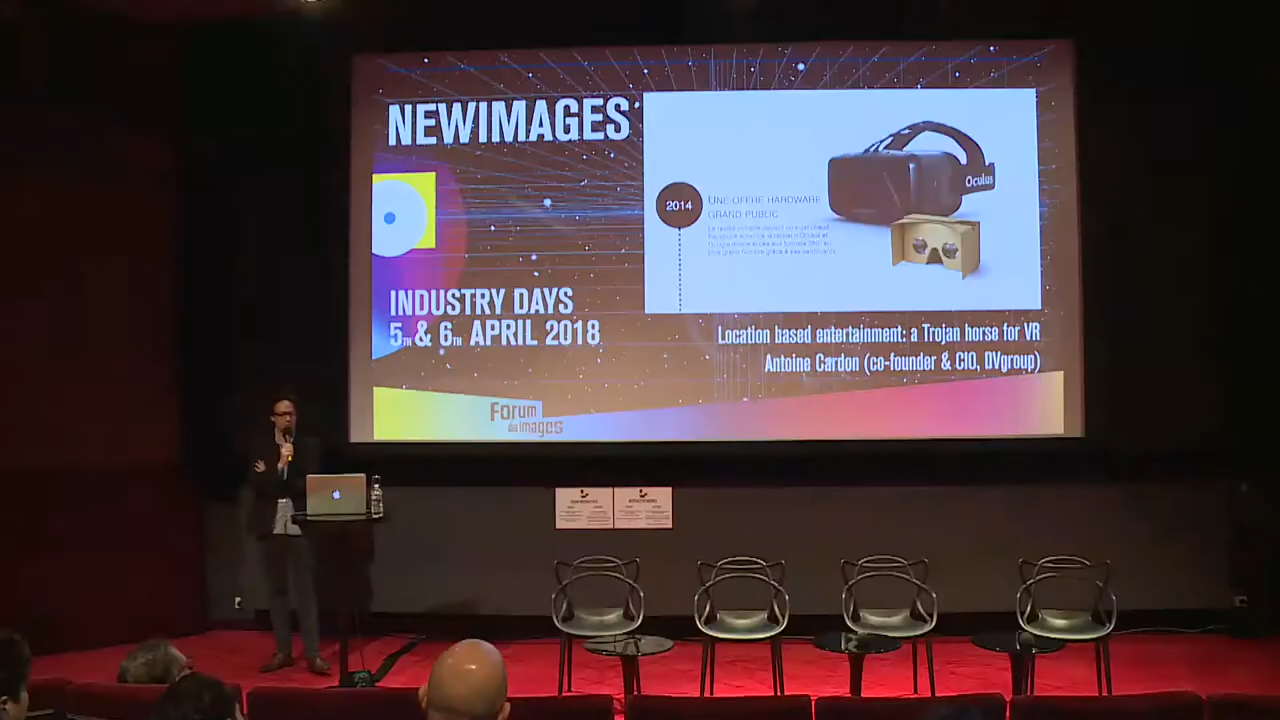 NEWIMAGES
2014
UNE OFFRE HARDWARE
GRAND PUBLIC
Oculus
INDUSTRY DAYS
5TH & 6TH APRIL 2018
Location based entertainment: a Trojan horse for VR
Antoine Cardon (co-founder & CIO, DVgroup)
Forum
des images